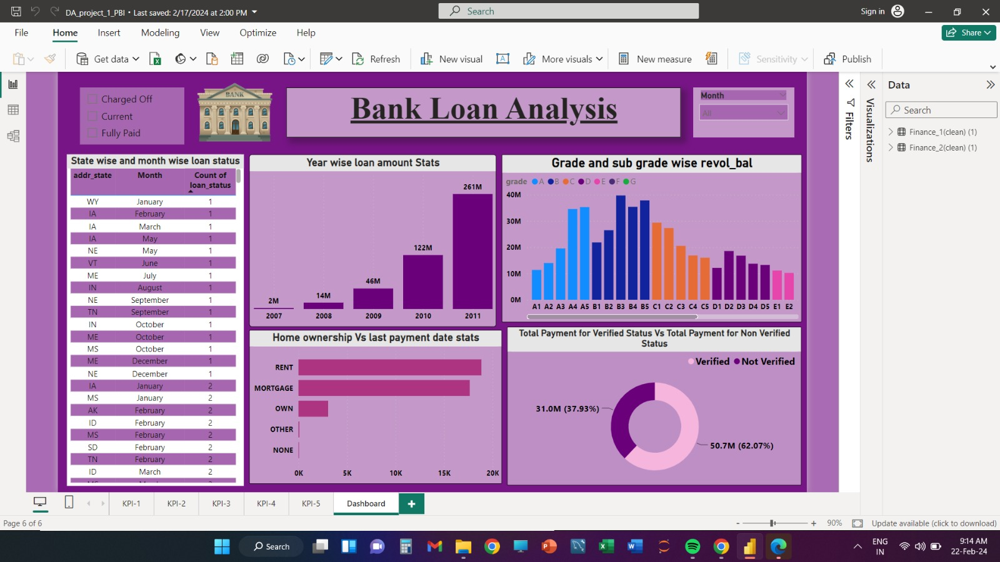 DA_project_1_PBI • Last saved: 2/17/2024 at 2:00 PM
Search
Sign in
File
Home
Insert
Modeling
View
Optimize
Help
Share
Get data
Refresh
New visual
More visuals
New measure
Sensitivity
Publish
Charged Off
Current
Fully Paid
BANK
Bank Loan Analysis
Month
All
State wise and month wise loan status
addr_state Month Count of
loan_status
WY January 1
IA February 1
IA March 1
IA May 1
NE May 1
VT June 1
ME July 1
IN August 1
NE September 1
TN September 1
IN October 1
ME October 1
MS October 1
ME December 1
NE December 1
IA January 2
MS January 2
AK February 2
ID February 2
MS February 2
SD February 2
TN February 2
ID March 2
Year wise loan amount Stats
261M
122M
46M
14M
2M
2007 2008 2009 2010 2011
Grade and sub grade wise revol_bal
grade A B C D E F G
40M
30M
20M
10M
0M
A1 A2 A3 A4 A5 B1 B2 B3 B4 B5 C1 C2 C3 C4 C5 D1 D2 D3 D4 D5 E1 E2
Home ownership Vs last payment date stats
RENT
MORTGAGE
OWN
OTHER
NONE
0K 5K 10K 15K 20K
Total Payment for Verified Status Vs Total Payment for Non Verified
Status
Verified Not Verified
31.0M (37.93%)
50.7M (62.07%)
Filters
Visualizations
Data
Search
Finance_1(clean) (1)
Finance_2(clean) (1)
KPI-1
KPI-2
KPI-3
KPI-4
KPI-5
Dashboard
Page 6 of 6
90%
Update available (click to download)
Search
ENG
IN
9:14 AM
22-Feb-24